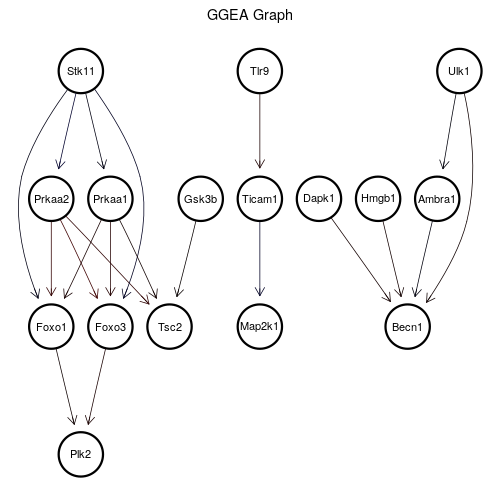 GGEA Graph
Stk11
Tlr9
Ulk1
Prkaa2
Prkaa1
Gsk3b
Ticam1
Dapk1
Hmgb1
Ambra1
Foxo1
Foxo3
Tsc2
Map2k1
Becn1
Plk2